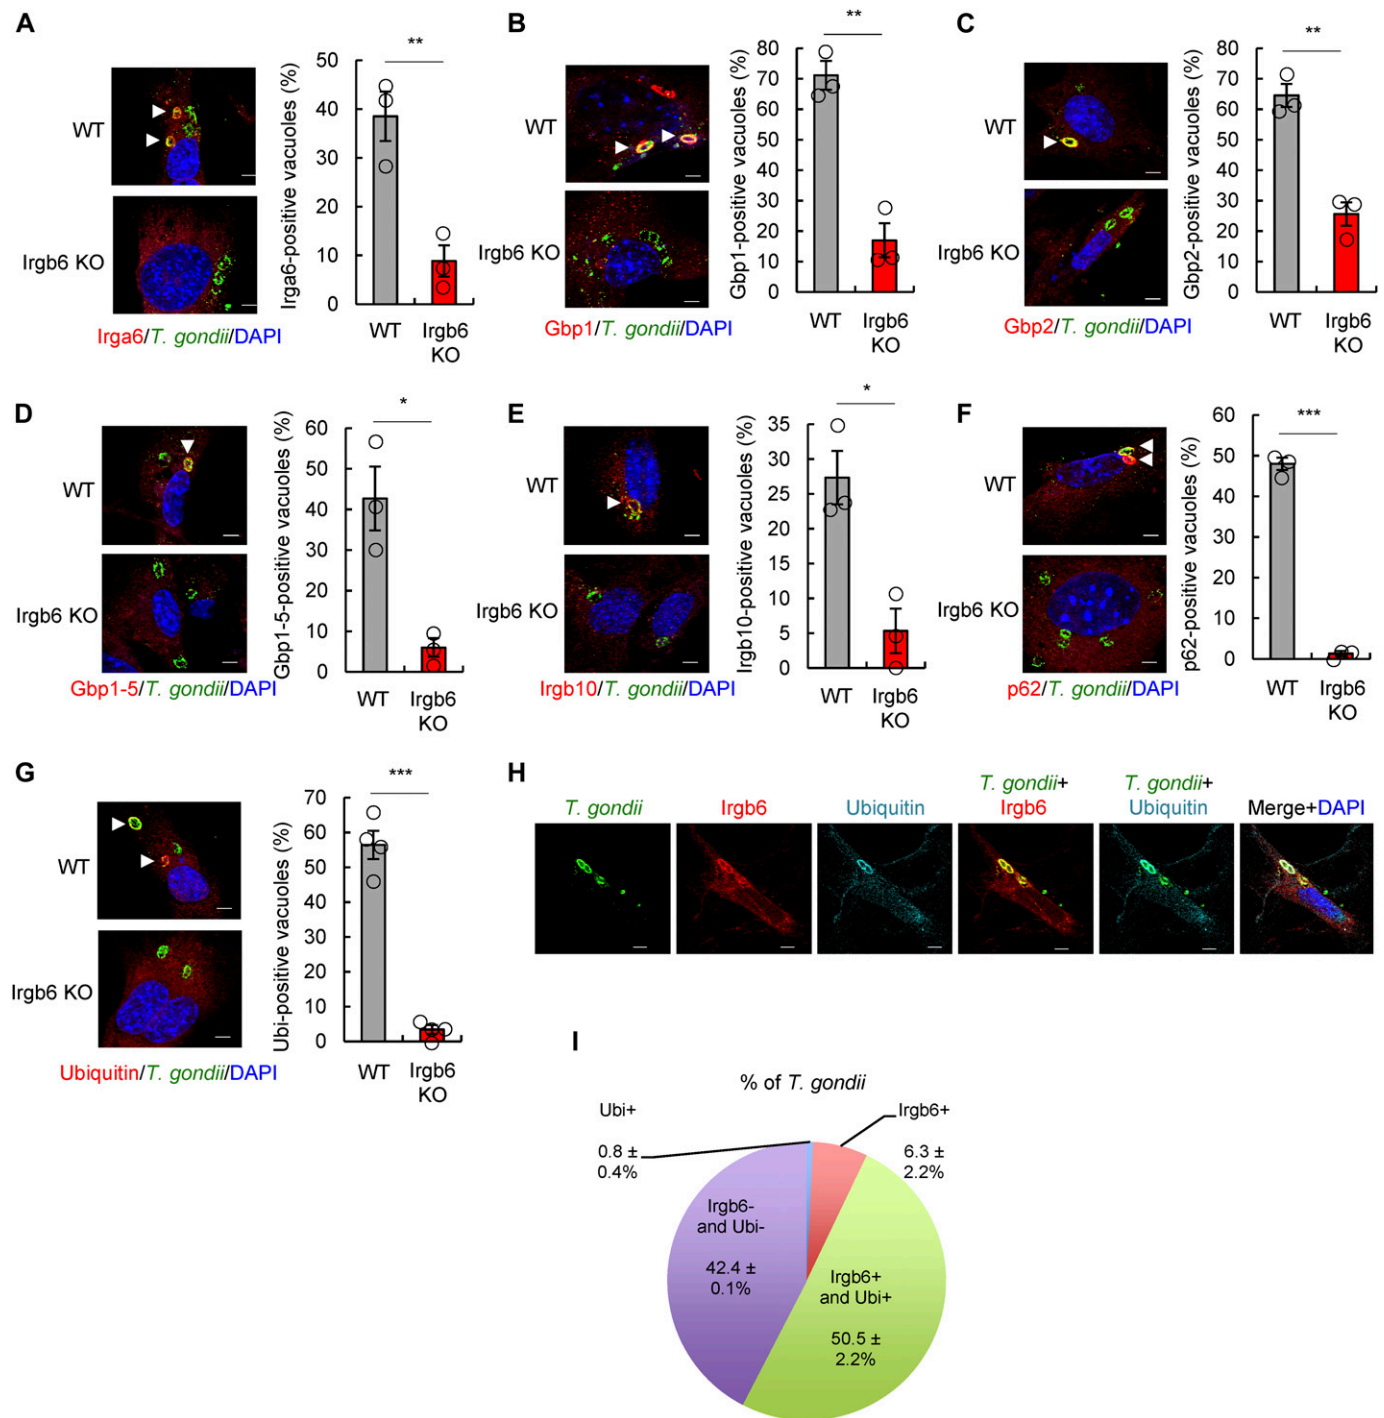 A
Irga6-positive vacuoles (%)
50
40
30
20
10
0
**
WT
Irgb6 KO
WT
Irgb6
KO
Irga6/T. gondii/DAPI
B
Gbp1-positive vacuoles (%)
80
70
60
50
40
30
20
10
0
**
WT
Irgb6 KO
WT
Irgb6
KO
Gbp1/T. gondii/DAPI
C
Gbp2-positive vacuoles (%)
80
70
60
50
40
30
20
10
0
**
WT
Irgb6 KO
WT
Irgb6
KO
Gbp2/T. gondii/DAPI
D
Gbp1-5-positive vacuoles (%)
60
50
40
30
20
10
0
*
WT
Irgb6 KO
WT
Irgb6
KO
Gbp1-5/T. gondii/DAPI
E
Irgb10-positive vacuoles (%)
35
30
25
20
15
10
5
0
*
WT
Irgb6 KO
WT
Irgb6
KO
Irgb10/T. gondii/DAPI
F
p62-positive vacuoles (%)
60
50
40
30
20
10
0
***
WT
Irgb6 KO
WT
Irgb6
KO
p62/T. gondii/DAPI
G
Ubi-positive vacuoles (%)
70
60
50
40
30
20
10
0
***
WT
Irgb6 KO
WT
Irgb6
KO
Ubiquitin/T. gondii/DAPI
H
T. gondii
Irgb6
Ubiquitin
T. gondii+
Irgb6
T. gondii+
Ubiquitin
Merge+DAPI
I
% of T. gondii
Ubi+
0.8 ±
0.4%
Irgb6+
6.3 ±
2.2%
Irgb6-
and Ubi-
42.4 ±
0.1%
Irgb6+
and Ubi+
50.5 ±
2.2%